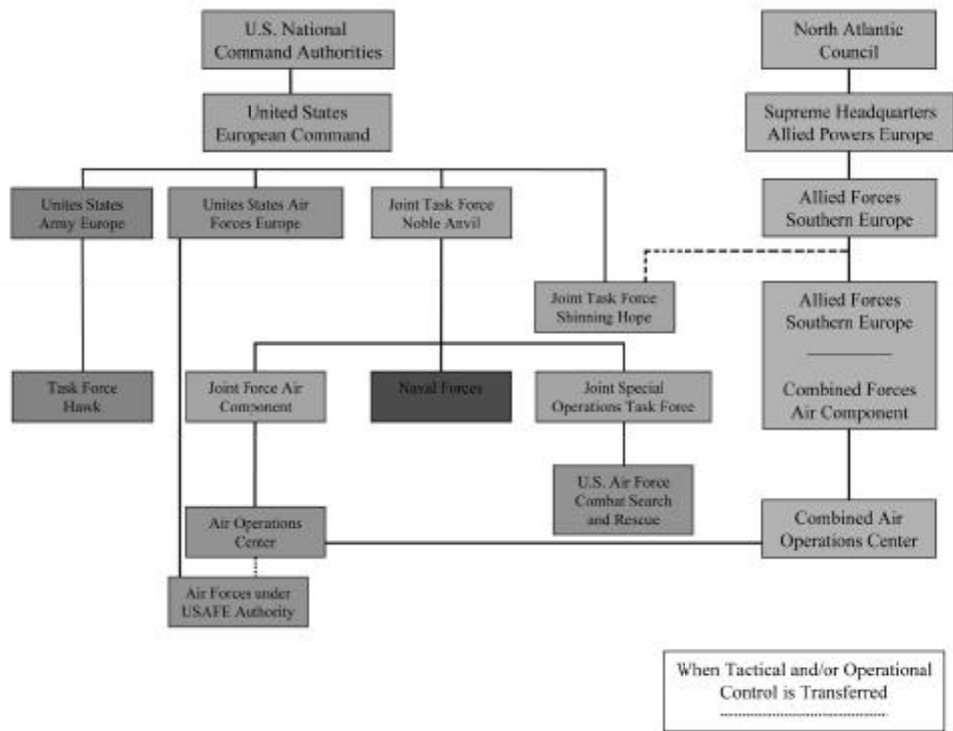 U.S. National
Command Authorities
North Atlantic
Council
United States
European Command
Supreme Headquarters
Allied Powers Europe
Unites States
Army Europe
Unites States Air
Forces Europe
Joint Task Force
Noble Anvil
Allied Forces
Southern Europe
Joint Task Force
Shinning Hope
Allied Forces
Southern Europe
Combined Forces
Air Component
Task Force
Hawk
Joint Force Air
Component
Naval Forces
Joint Special
Operations Task Force
U.S. Air Force
Combat Search
and Rescue
Air Operations
Center
Combined Air
Operations Center
Air Forces under
USAFE Authority
When Tactical and/or Operational
Control is Transferred